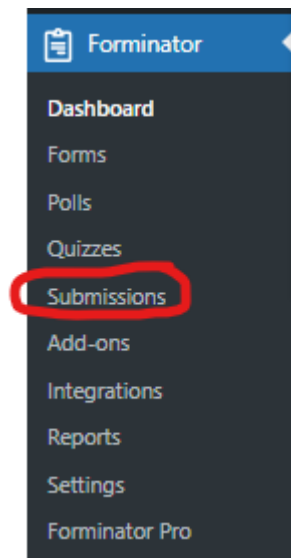 Forminator
Dashboard
Forms
Polls
Quizzes
Submissions
Add-ons
Integrations
Reports
Settings
Forminator Pro